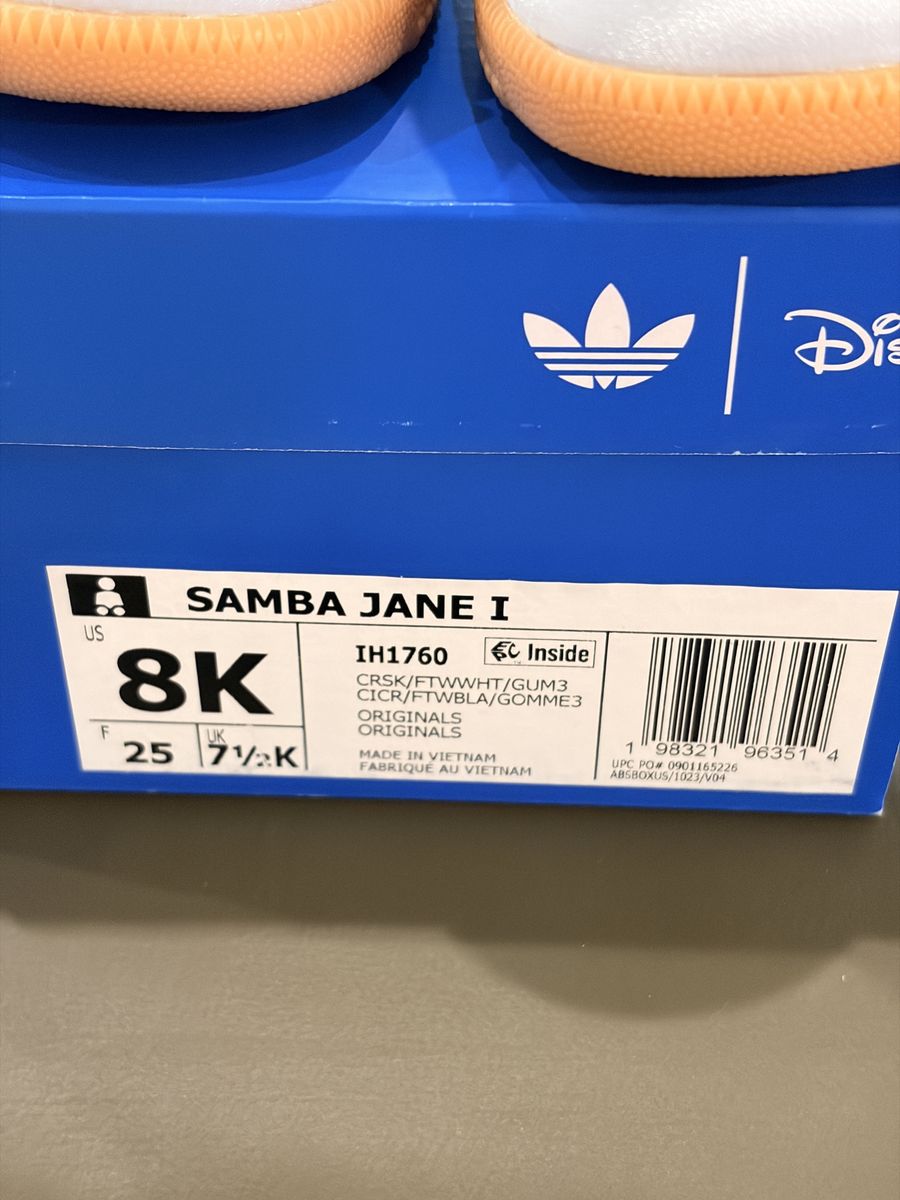 Dis
SAMBA JANE I
US
8K
F
25
UK
7½K
IH1760
Inside
CRSK/FTWWHT/GUM3
CICR/FTWBLA/GOMME3
ORIGINALS
ORIGINALS
MADE IN VIETNAM
FABRIQUÉ AU VIETNAM
1 98321 96351 4
UPC PO# 0901165226
ABSBOXUS/1023/V04